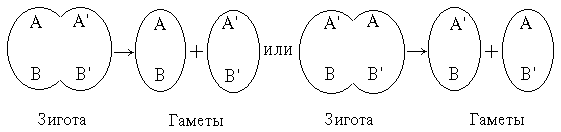 A A' → A + A' или A' A → A' + A
B B' B B' B B' B B'
Зигота Гаметы Зигота Гаметы